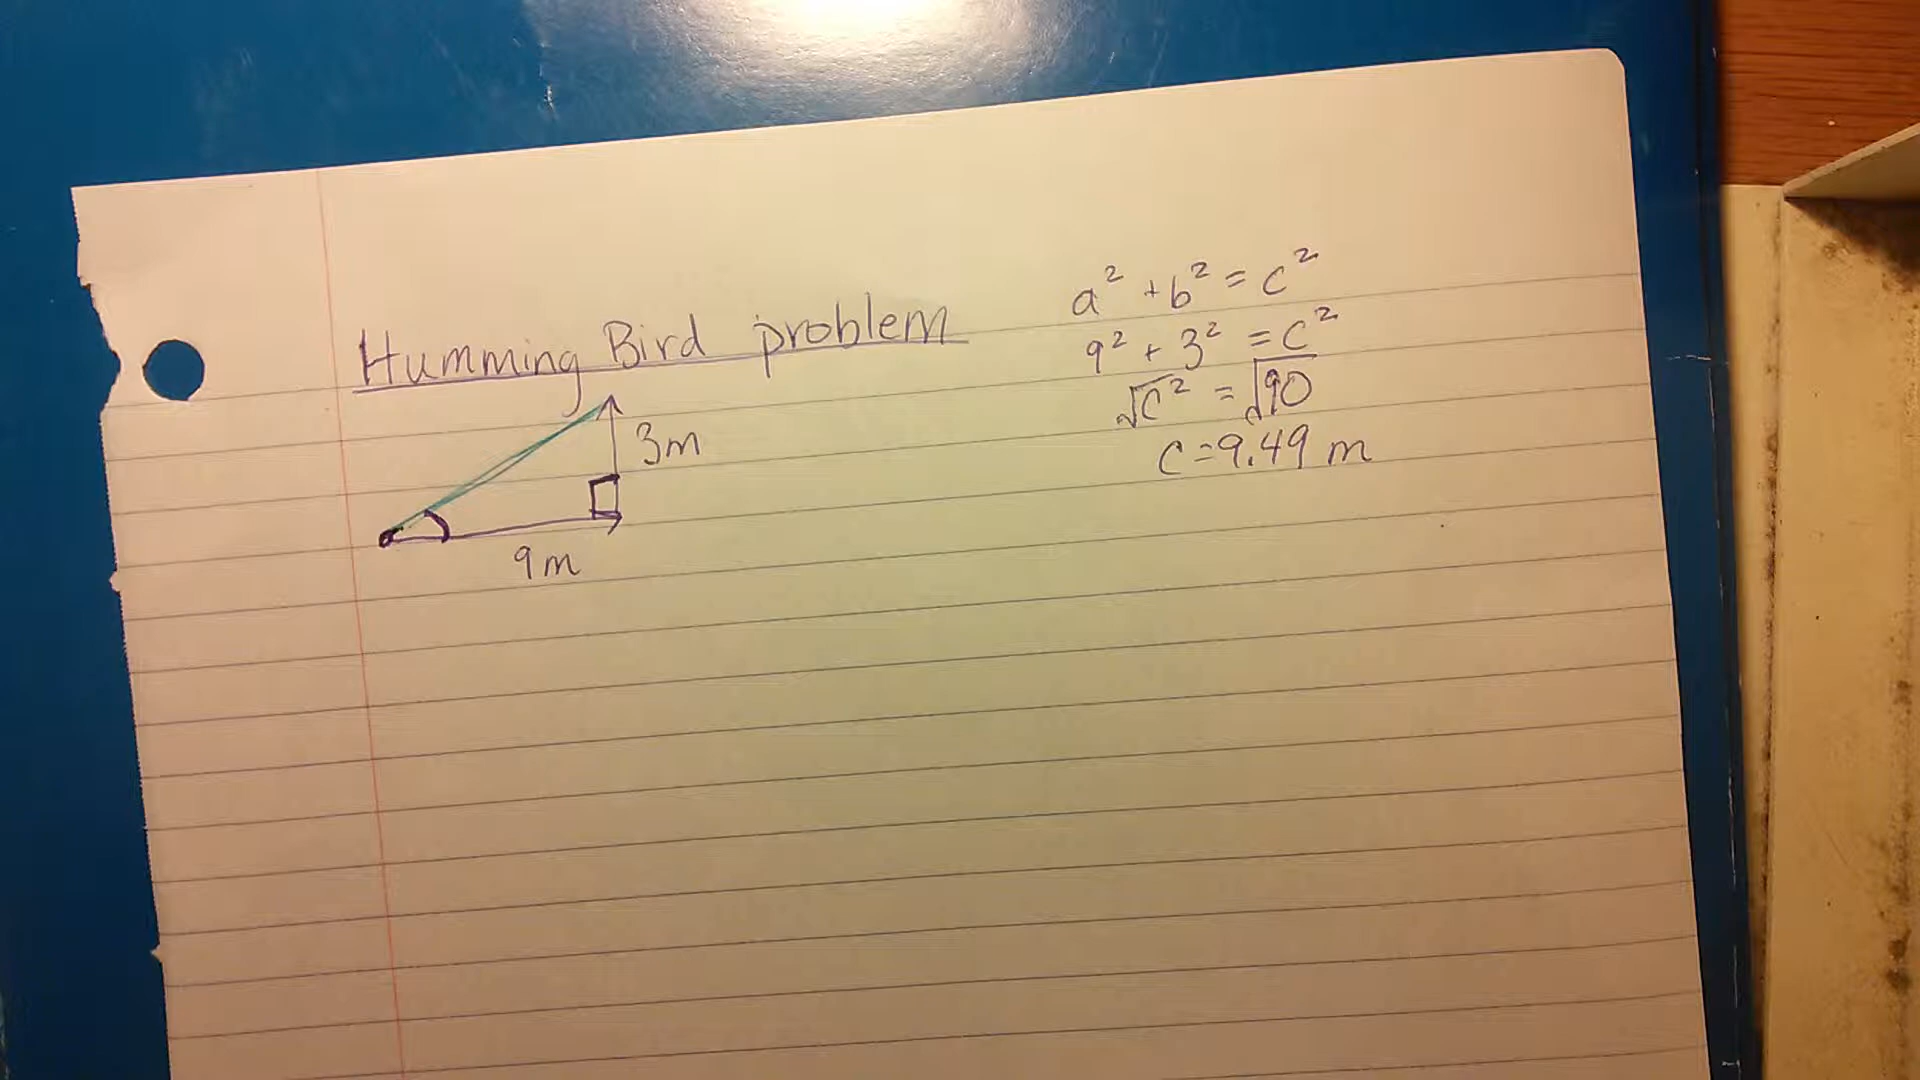 Humming Bird problem
3m
9m
a² + b² = c²
9² + 3² = c²
√c² = √90
c = 9.49 m